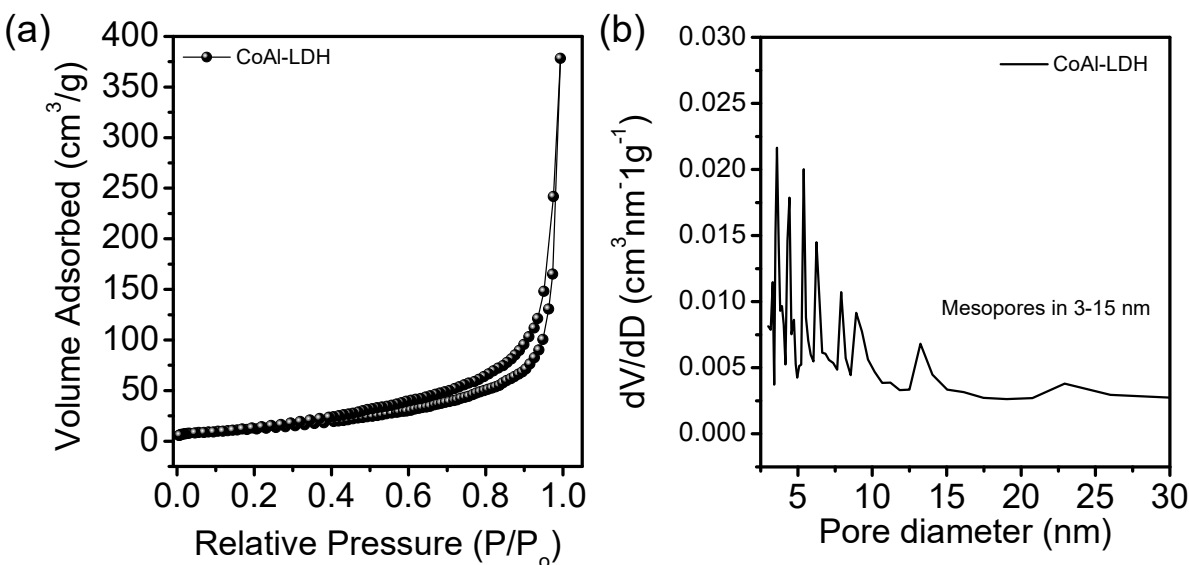 (a)
CoAl-LDH
Volume Adsorbed (cm³/g)
400
350
300
250
200
150
100
50
0
0.0 0.2 0.4 0.6 0.8 1.0
Relative Pressure (P/Pₒ)
(b)
CoAl-LDH
Mesopores in 3-15 nm
dV/dD (cm³nm⁻1g⁻¹)
0.030
0.025
0.020
0.015
0.010
0.005
0.000
5 10 15 20 25 30
Pore diameter (nm)